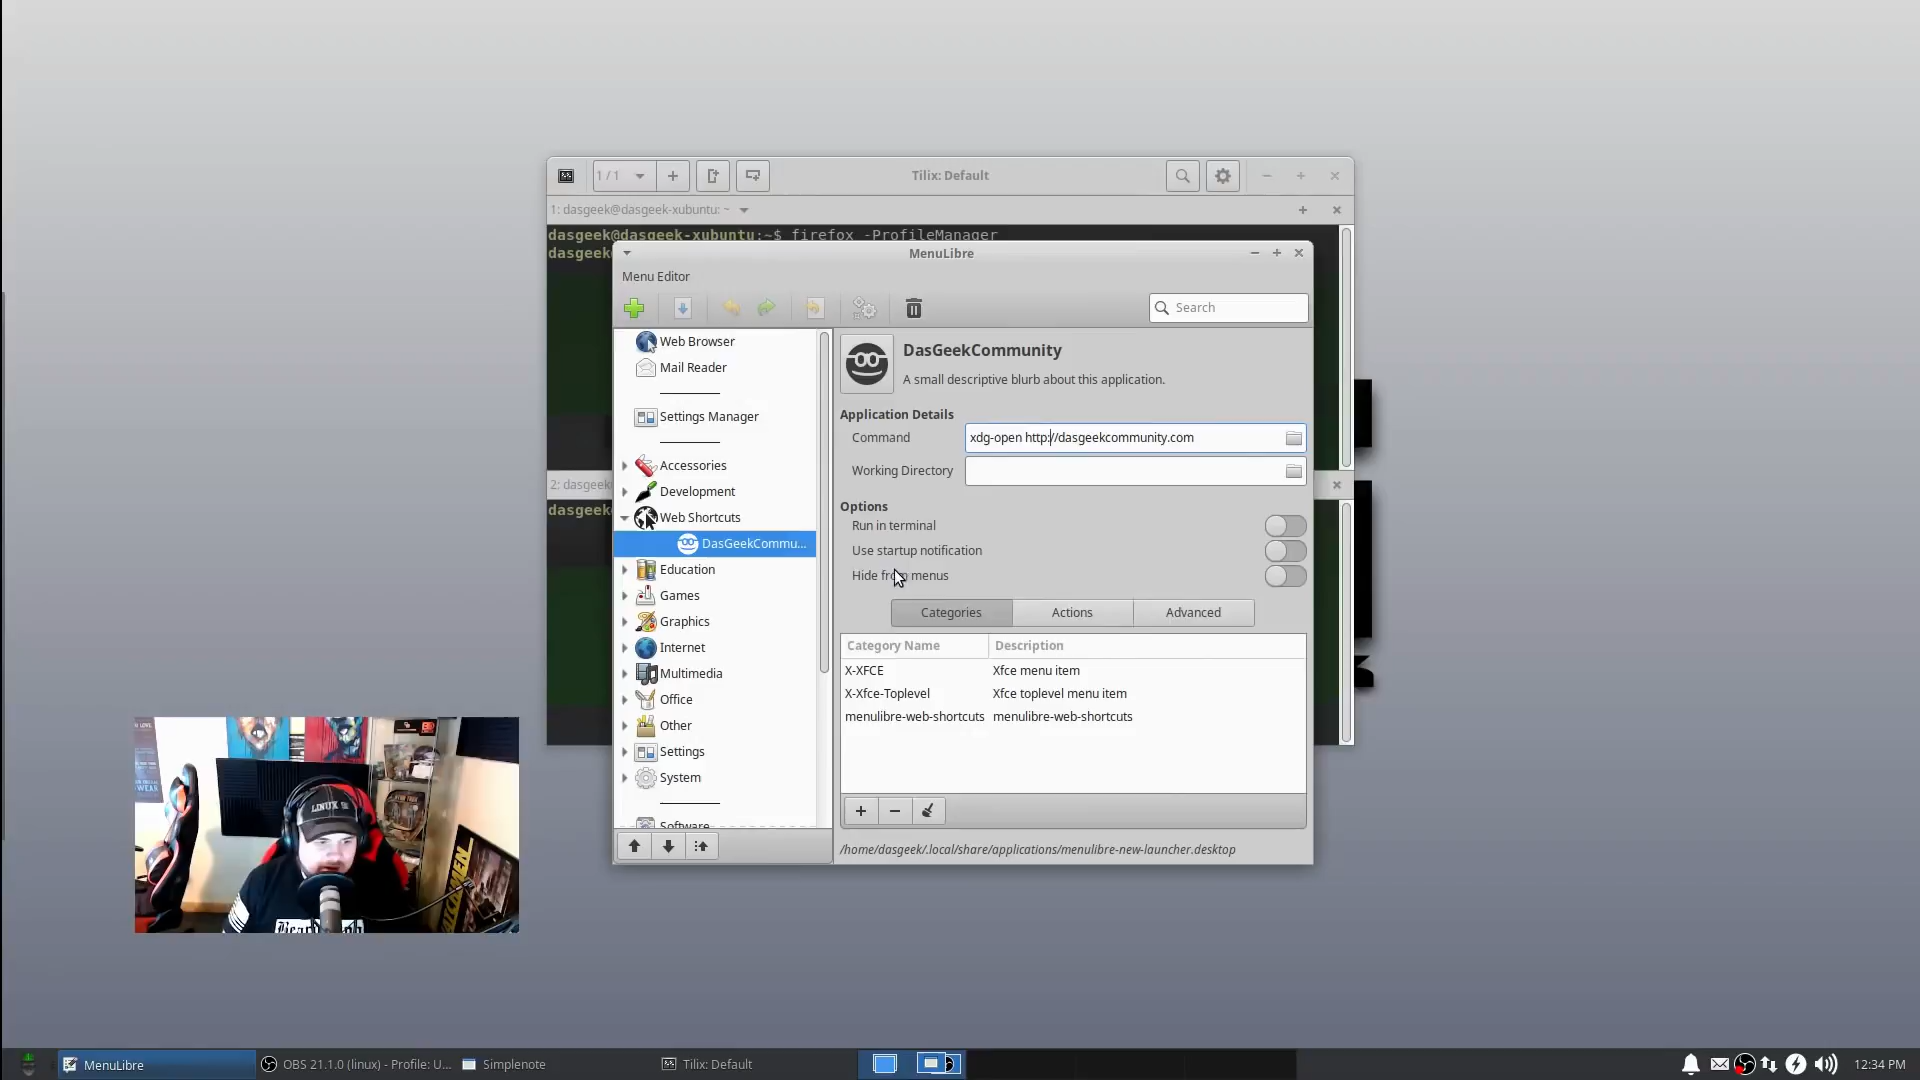 1 / 1
Tilix: Default
1: dasgeek@dasgeek-xubuntu: ~
dasgeek@dasgeek-xubuntu:~$ firefox -ProfileManager
dasgeek
MenuLibre
Menu Editor
Search
Web Browser
Mail Reader
Settings Manager
Accessories
Development
Web Shortcuts
DasGeekCommu...
Education
Games
Graphics
Internet
Multimedia
Office
Other
Settings
System
Software
DasGeekCommunity
A small descriptive blurb about this application.
Application Details
Command
xdg-open http://dasgeekcommunity.com
Working Directory
Options
Run in terminal
Use startup notification
Hide from menus
Categories
Actions
Advanced
Category Name
Description
X-XFCE
Xfce menu item
X-Xfce-Toplevel
Xfce toplevel menu item
menulibre-web-shortcuts
menulibre-web-shortcuts
/home/dasgeek/.local/share/applications/menulibre-new-launcher.desktop
2: dasgeek
dasgeek
LINUX
MenuLibre
OBS 21.1.0 (linux) - Profile: U...
Simplenote
Tilix: Default
12:34 PM